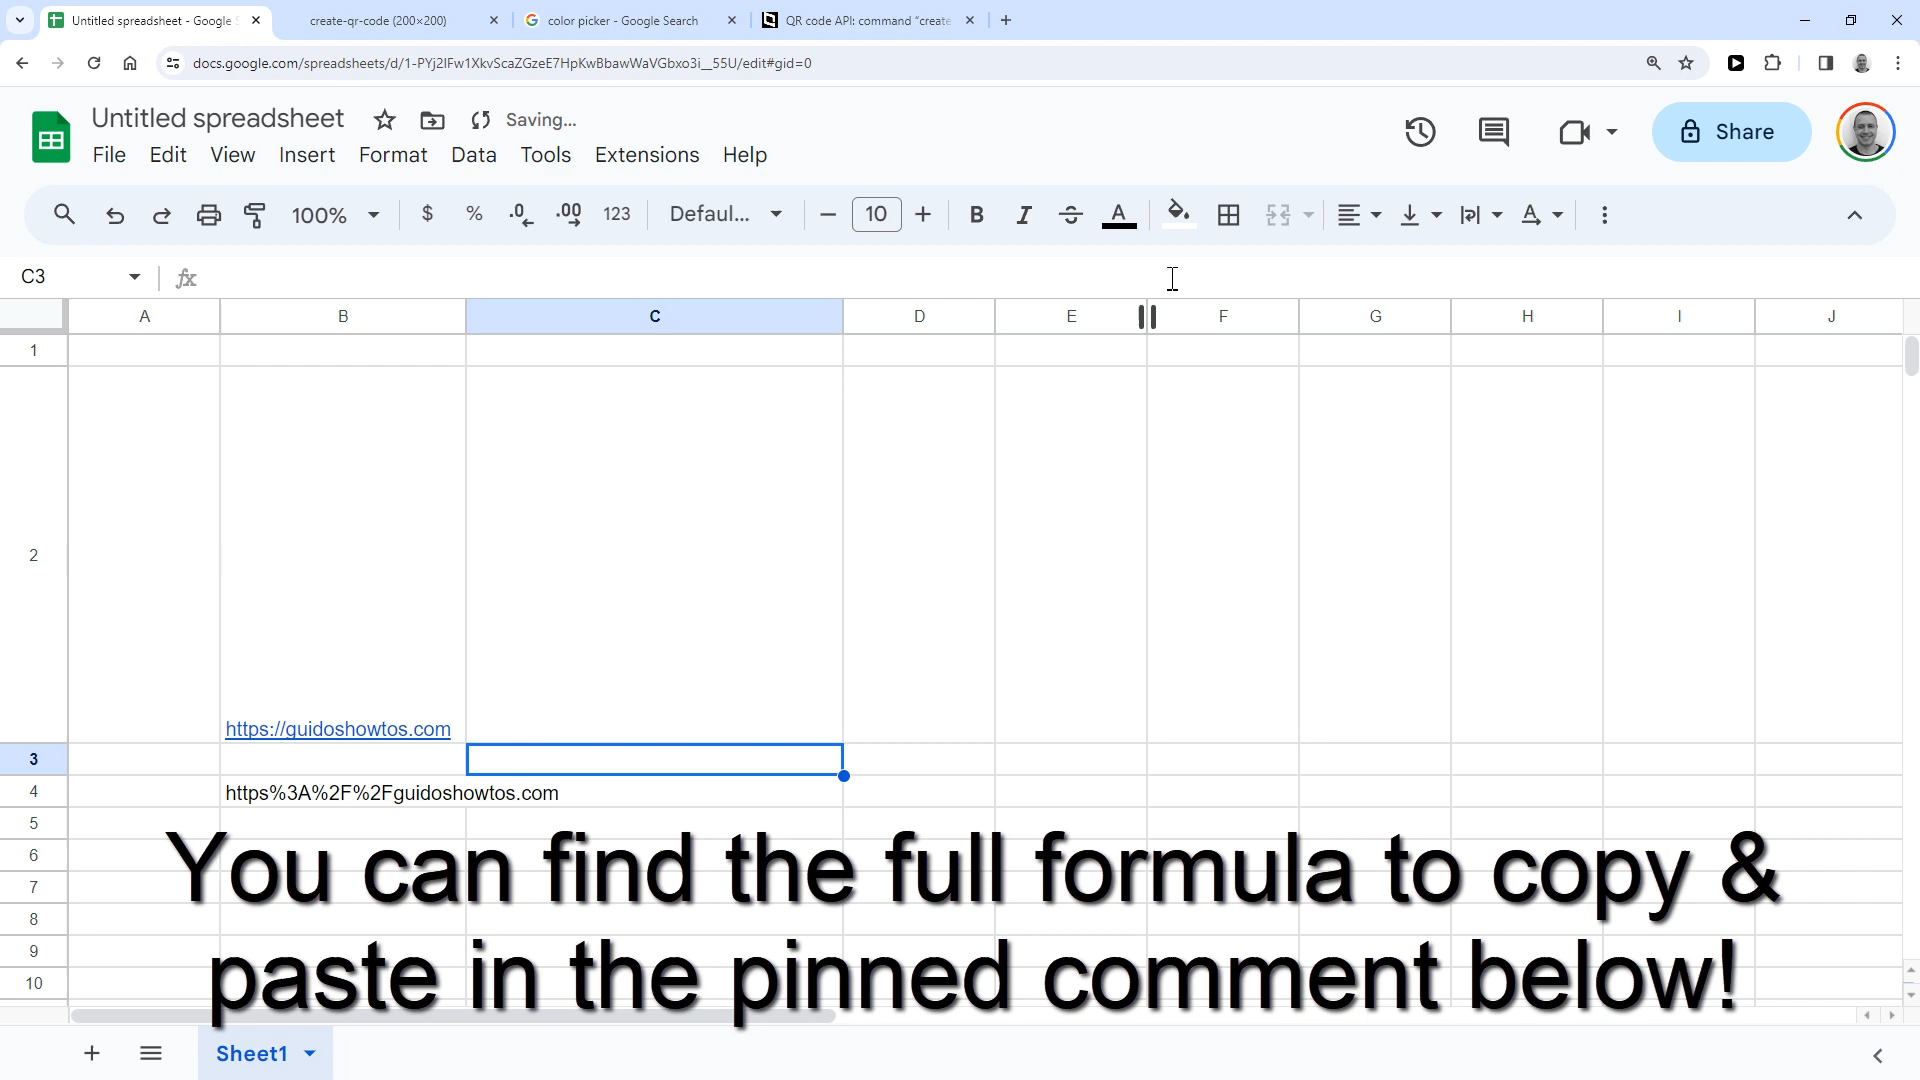 Untitled spreadsheet - Google S
create-qr-code (200×200)
color picker - Google Search
QR code API: command "create
docs.google.com/spreadsheets/d/1-PYj2IFw1XkvScaZGzeE7HpKwBbawWaVGbxo3i__55U/edit#gid=0
Untitled spreadsheet
Saving...
Share
File Edit View Insert Format Data Tools Extensions Help
100% $ % .0 .00 123 Defaul... 10 B I A
C3 fx
A B C D E F G H I J
1
2
https://guidoshowtos.com
3
4 https%3A%2F%2Fguidoshowtos.com
5
6
7
8
9
10
You can find the full formula to copy &
paste in the pinned comment below!
Sheet1